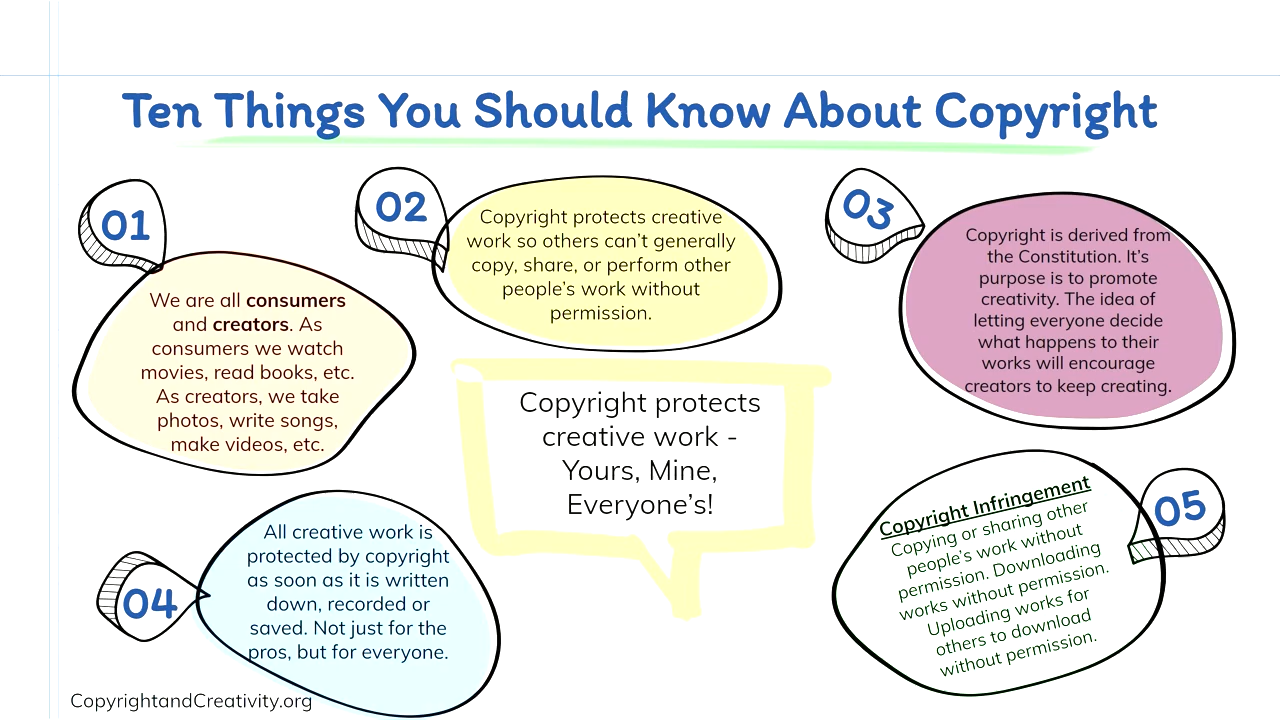 Ten Things You Should Know About Copyright
01
We are all consumers
and creators. As
consumers we watch
movies, read books, etc.
As creators, we take
photos, write songs,
make videos, etc.
02
Copyright protects creative
work so others can't generally
copy, share, or perform other
people's work without
permission.
03
Copyright is derived from
the Constitution. It's
purpose is to promote
creativity. The idea of
letting everyone decide
what happens to their
works will encourage
creators to keep creating.
Copyright protects
creative work -
Yours, Mine,
Everyone's!
04
All creative work is
protected by copyright
as soon as it is written
down, recorded or
saved. Not just for the
pros, but for everyone.
05
Copyright Infringement
Copying or sharing other
people's work without
permission. Downloading
works without permission.
Uploading works for
others to download
without permission.
CopyrightandCreativity.org